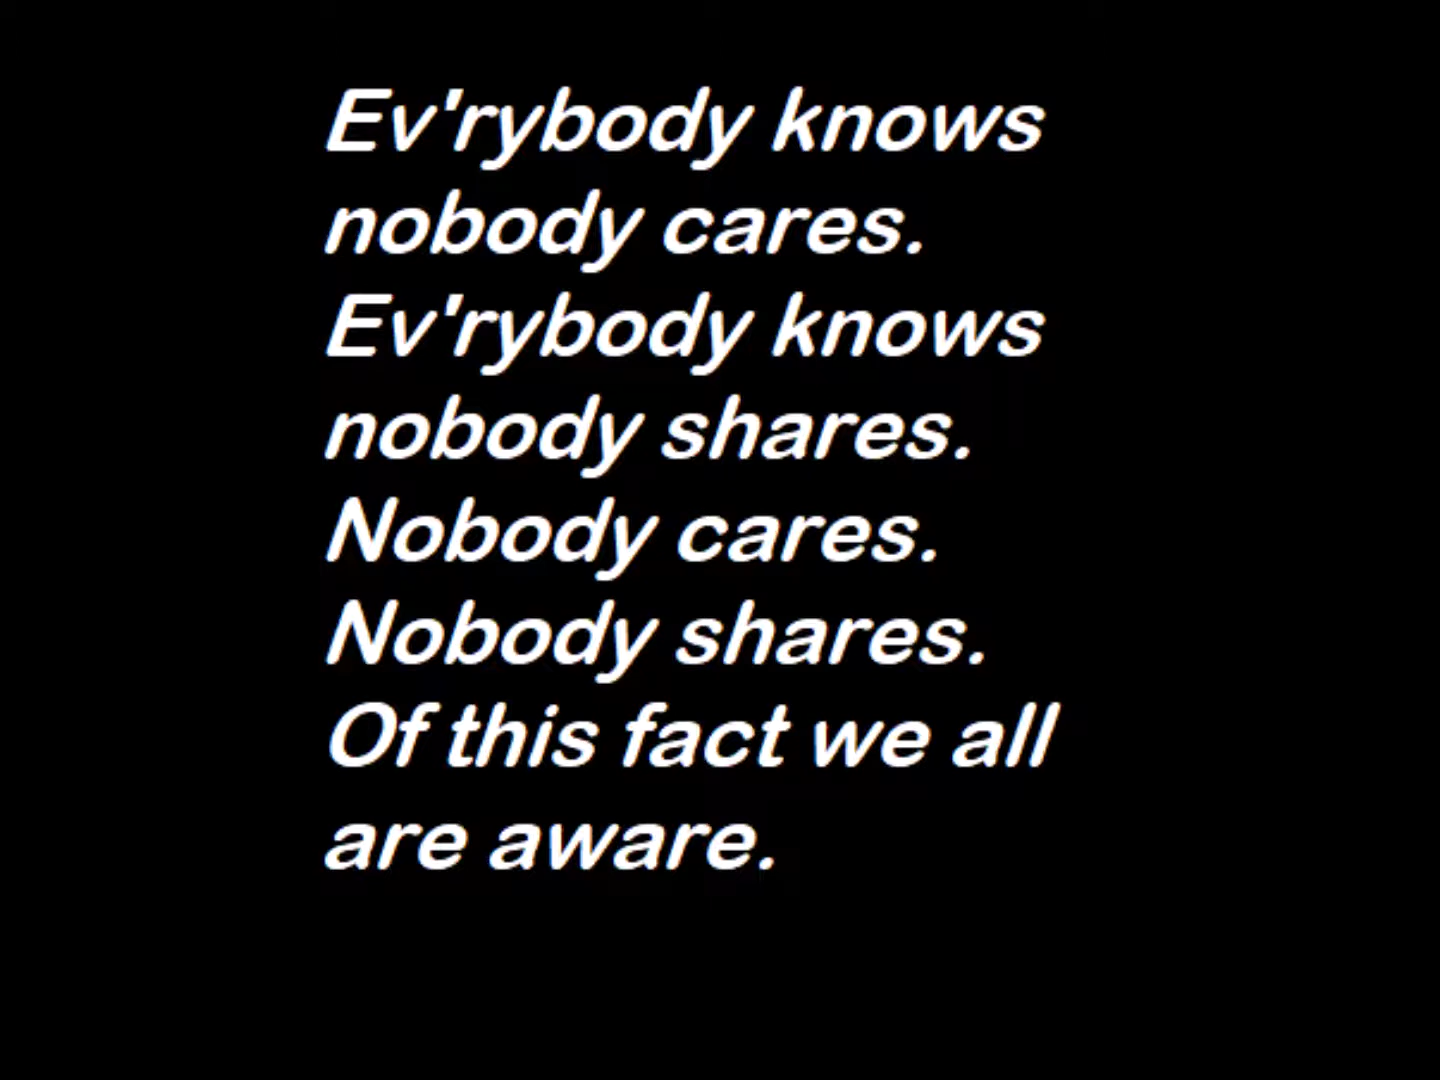 Ev'rybody knows
nobody cares.
Ev'rybody knows
nobody shares.
Nobody cares.
Nobody shares.
Of this fact we all
are aware.